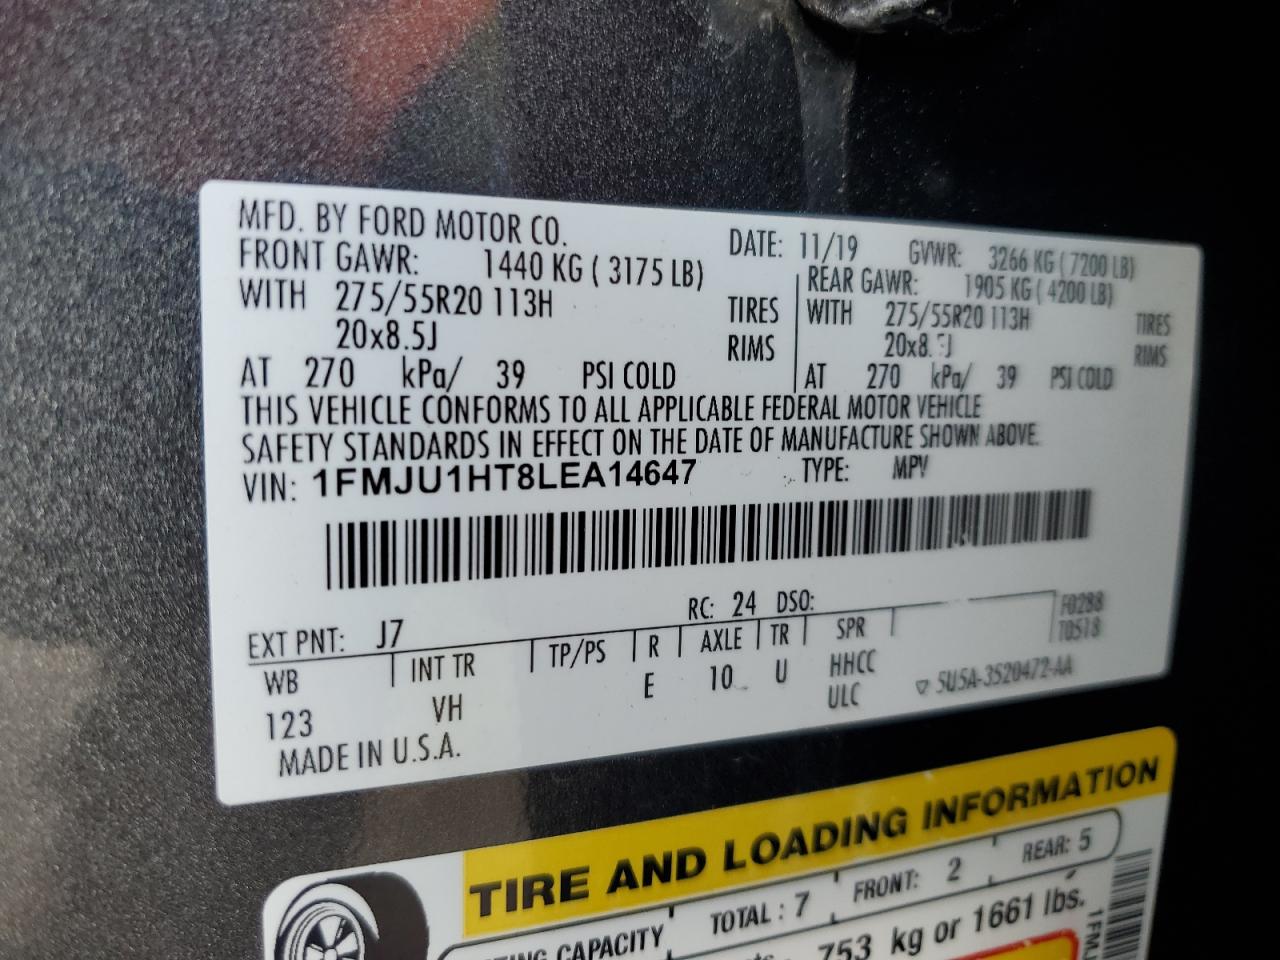 MFD. BY FORD MOTOR CO. DATE: 11/19 GVWR: 3266 KG ( 7200 LB)
FRONT GAWR: 1440 KG ( 3175 LB) REAR GAWR: 1905 KG ( 4200 LB)
WITH 275/55R20 113H TIRES WITH 275/55R20 113H TIRES
20x8.5J RIMS 20x8.5J RIMS
AT 270 kPa/ 39 PSI COLD AT 270 kPa/ 39 PSI COLD
THIS VEHICLE CONFORMS TO ALL APPLICABLE FEDERAL MOTOR VEHICLE
SAFETY STANDARDS IN EFFECT ON THE DATE OF MANUFACTURE SHOWN ABOVE.
VIN: 1FMJU1HT8LEA14647 TYPE: MPV
EXT PNT: J7 RC: 24 DSO: F0288
T0518
WB INT TR TP/PS R AXLE TR SPR
123 VH E 10 U HHCC
ULC 5U5A-3520472-AA
MADE IN U.S.A.
TIRE AND LOADING INFORMATION
CAPACITY TOTAL : 7 FRONT: 2 REAR: 5
753 kg or 1661 lbs.